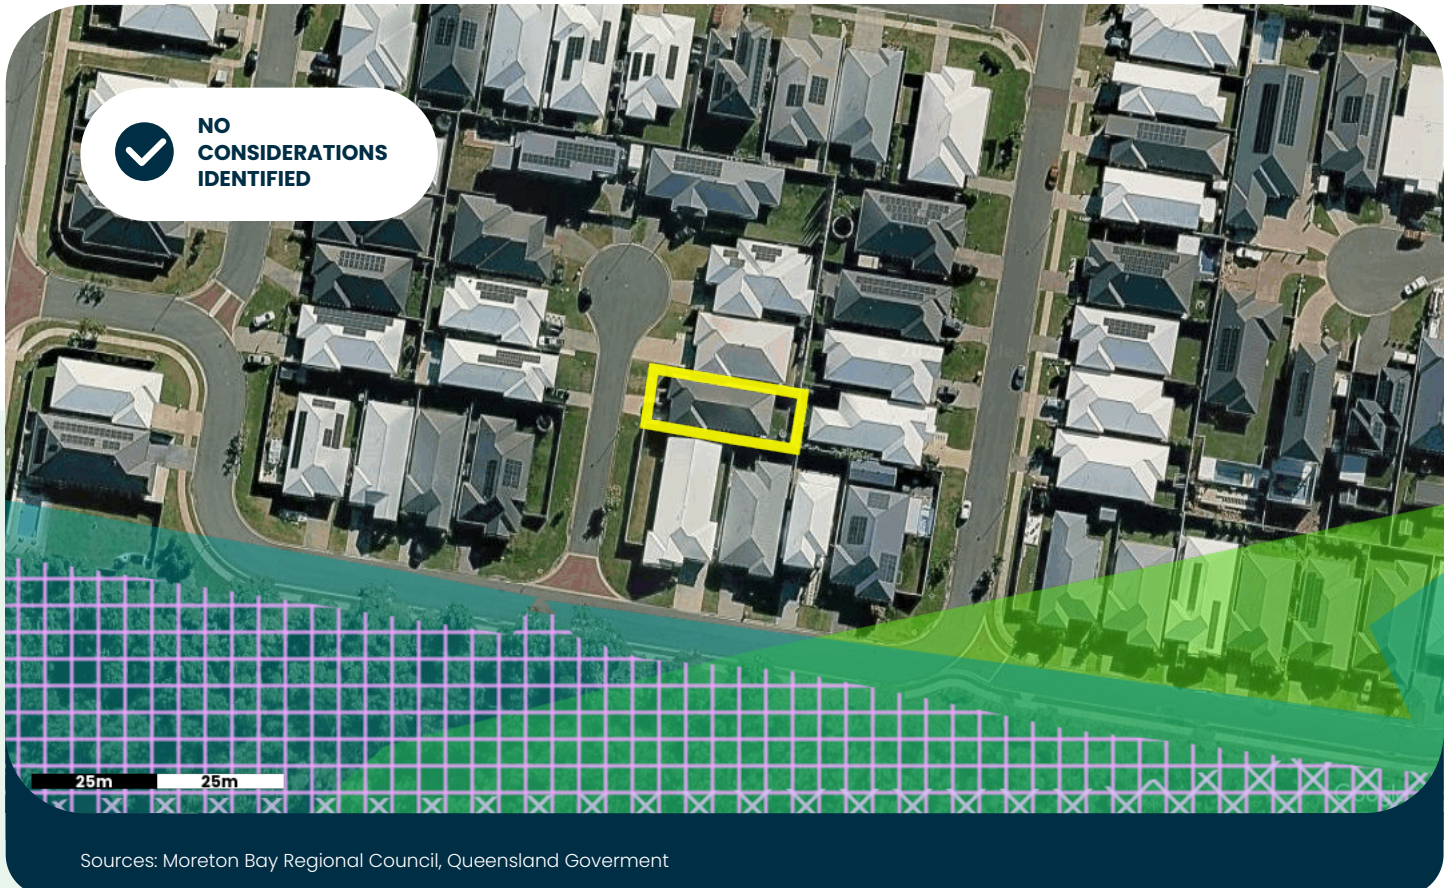 NO
CONSIDERATIONS
IDENTIFIED
25m 25m
Sources: Moreton Bay Regional Council, Queensland Goverment